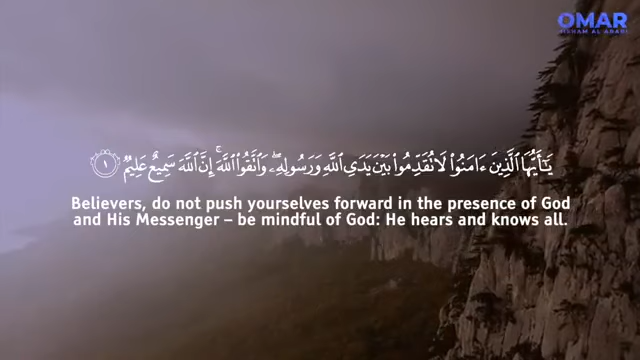 OMAR
HISHAM AL ARABI
يَـٰٓأَيُّهَا ٱلَّذِينَ ءَامَنُوا۟ لَا تُقَدِّمُوا۟ بَيْنَ يَدَىِ ٱللَّهِ وَرَسُولِهِۦ ۖ وَٱتَّقُوا۟ ٱللَّهَ ۚ إِنَّ ٱللَّهَ سَمِيعٌ عَلِيمٌ ١
Believers, do not push yourselves forward in the presence of God
and His Messenger – be mindful of God: He hears and knows all.